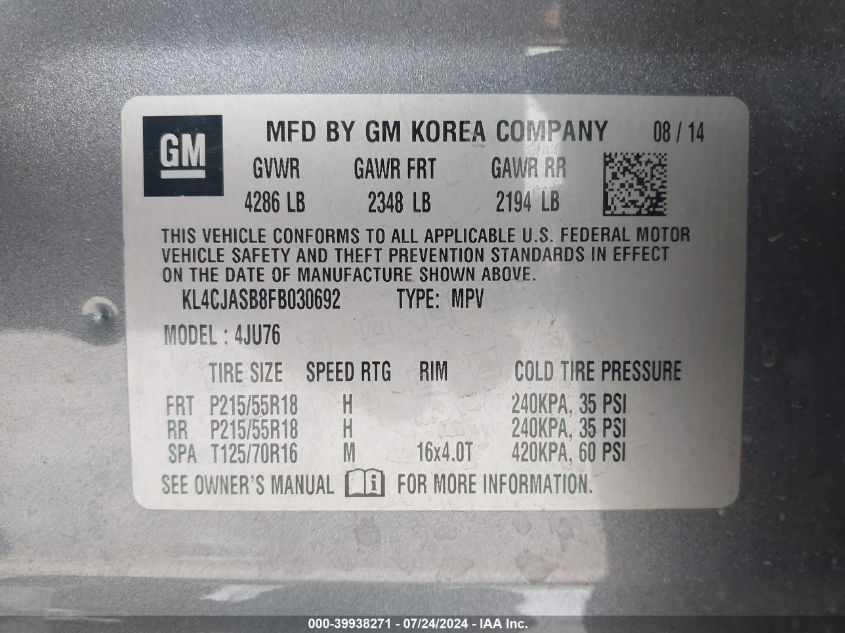 GM
MFD BY GM KOREA COMPANY 08 / 14
GVWR GAWR FRT GAWR RR
4286 LB 2348 LB 2194 LB
THIS VEHICLE CONFORMS TO ALL APPLICABLE U.S. FEDERAL MOTOR
VEHICLE SAFETY AND THEFT PREVENTION STANDARDS IN EFFECT
ON THE DATE OF MANUFACTURE SHOWN ABOVE.
KL4CJASB8FB030692 TYPE: MPV
MODEL : 4JU76
TIRE SIZE SPEED RTG RIM COLD TIRE PRESSURE
FRT P215/55R18 H 240KPA, 35 PSI
RR P215/55R18 H 240KPA, 35 PSI
SPA T125/70R16 M 16x4.0T 420KPA, 60 PSI
SEE OWNER'S MANUAL i FOR MORE INFORMATION.
000-39938271 - 07/24/2024 - IAA Inc.